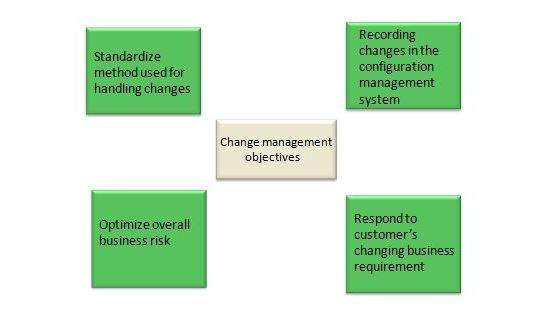 Standardize
method used for
handling changes
Recording
changes in the
configuration
management
system
Change management
objectives
Optimize overall
business risk
Respond to
customer’s
changing business
requirement